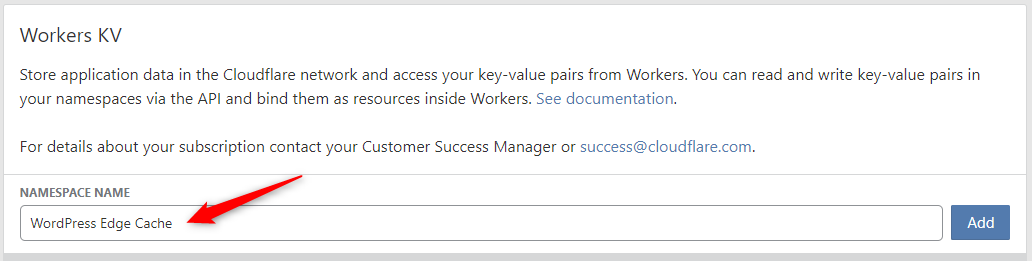 Workers KV
Store application data in the Cloudflare network and access your key-value pairs from Workers. You can read and write key-value pairs in
your namespaces via the API and bind them as resources inside Workers. See documentation.
For details about your subscription contact your Customer Success Manager or success@cloudflare.com.
NAMESPACE NAME
WordPress Edge Cache
Add